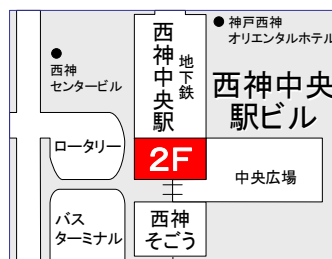 神戸西神
オリエンタルホテル
西神中央駅
地下鉄
西神
センタービル
西神中央
駅ビル
ロータリー
2F
中央広場
バス
ターミナル
西神
そごう